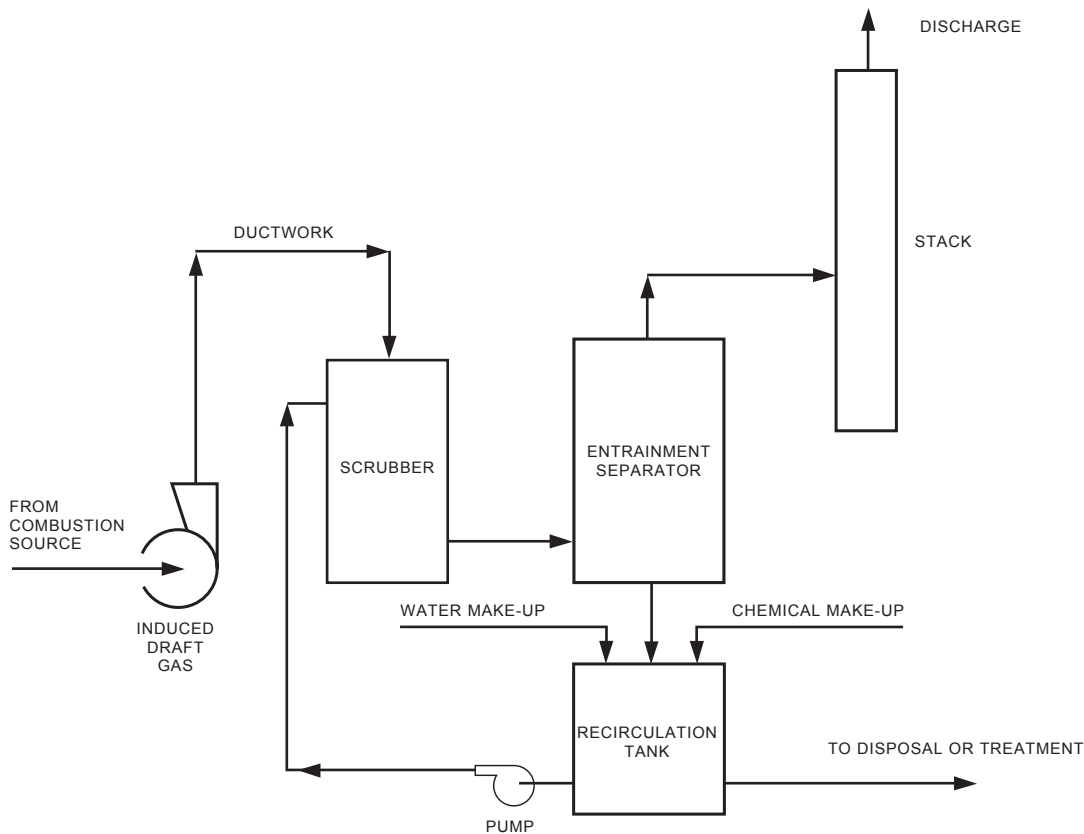 DISCHARGE
DUCTWORK
STACK
ENTRAINMENT
SEPARATOR
SCRUBBER
FROM
COMBUSTION
SOURCE
WATER MAKE-UP
CHEMICAL MAKE-UP
INDUCED
DRAFT
GAS
RECIRCULATION
TANK
TO DISPOSAL OR TREATMENT
PUMP